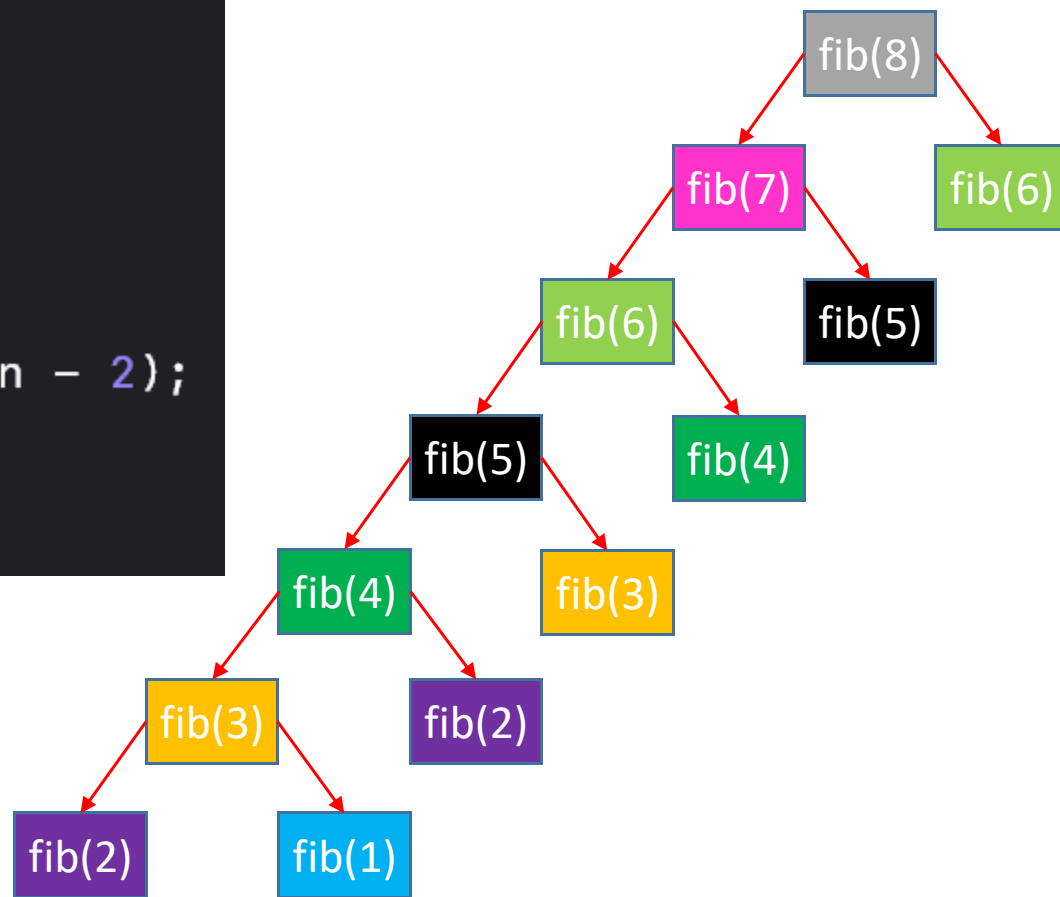 fib(8)
fib(7)
fib(6)
fib(6)
fib(5)
n - 2);
fib(5)
fib(4)
fib(4)
fib(3)
fib(3)
fib(2)
fib(2)
fib(1)